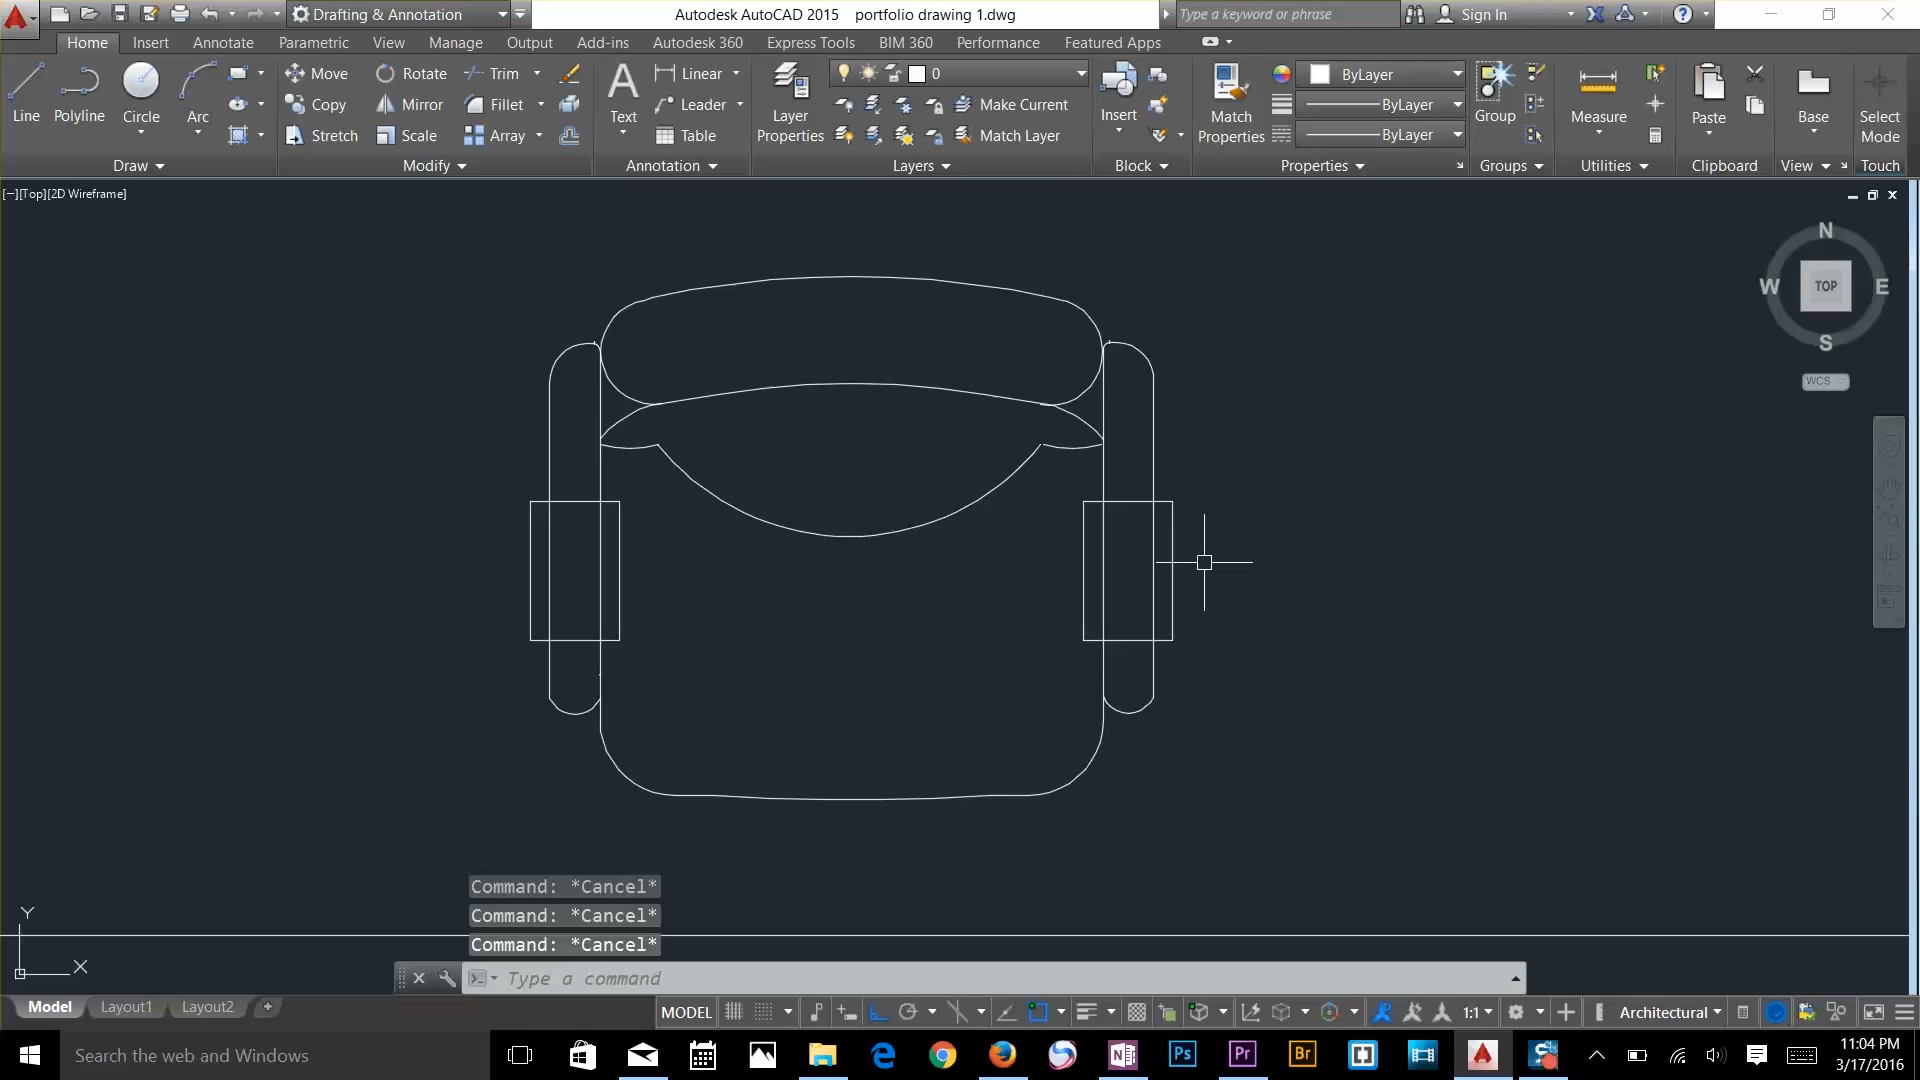 Drafting & Annotation
Autodesk AutoCAD 2015 portfolio drawing 1.dwg
Type a keyword or phrase
Sign In
Home Insert Annotate Parametric View Manage Output Add-ins Autodesk 360 Express Tools BIM 360 Performance Featured Apps
Line Polyline Circle Arc
Move Rotate Trim
Copy Mirror Fillet
Stretch Scale Array
Text
Linear
Leader
Table
Layer
Properties
0
Make Current
Match Layer
Insert
Match
Properties
ByLayer
ByLayer
ByLayer
Group
Measure
Paste
Base
Select
Mode
Draw Modify Annotation Layers Block Properties Groups Utilities Clipboard View Touch
[−][Top][2D Wireframe]
N
W TOP E
S
WCS
Command: *Cancel*
Command: *Cancel*
Command: *Cancel*
Y
X
Type a command
Model Layout1 Layout2
MODEL
1:1
Architectural
Search the web and Windows
N
Ps
Pr
Br
S
11:04 PM
3/17/2016